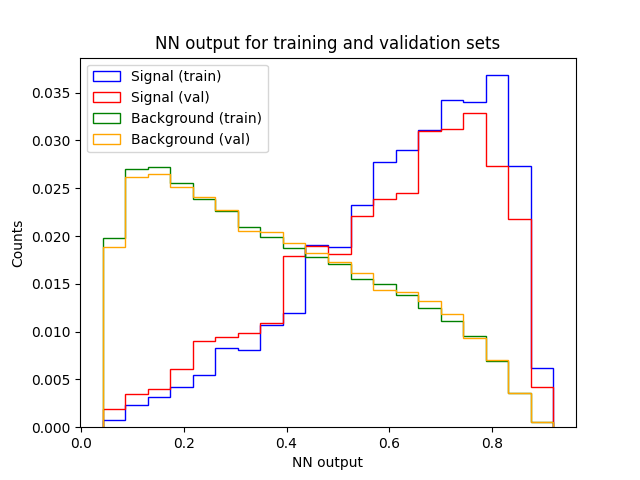 NN output for training and validation sets
Signal (train)
Signal (val)
Background (train)
Background (val)
Counts
0.035
0.030
0.025
0.020
0.015
0.010
0.005
0.000
0.0 0.2 0.4 0.6 0.8
NN output